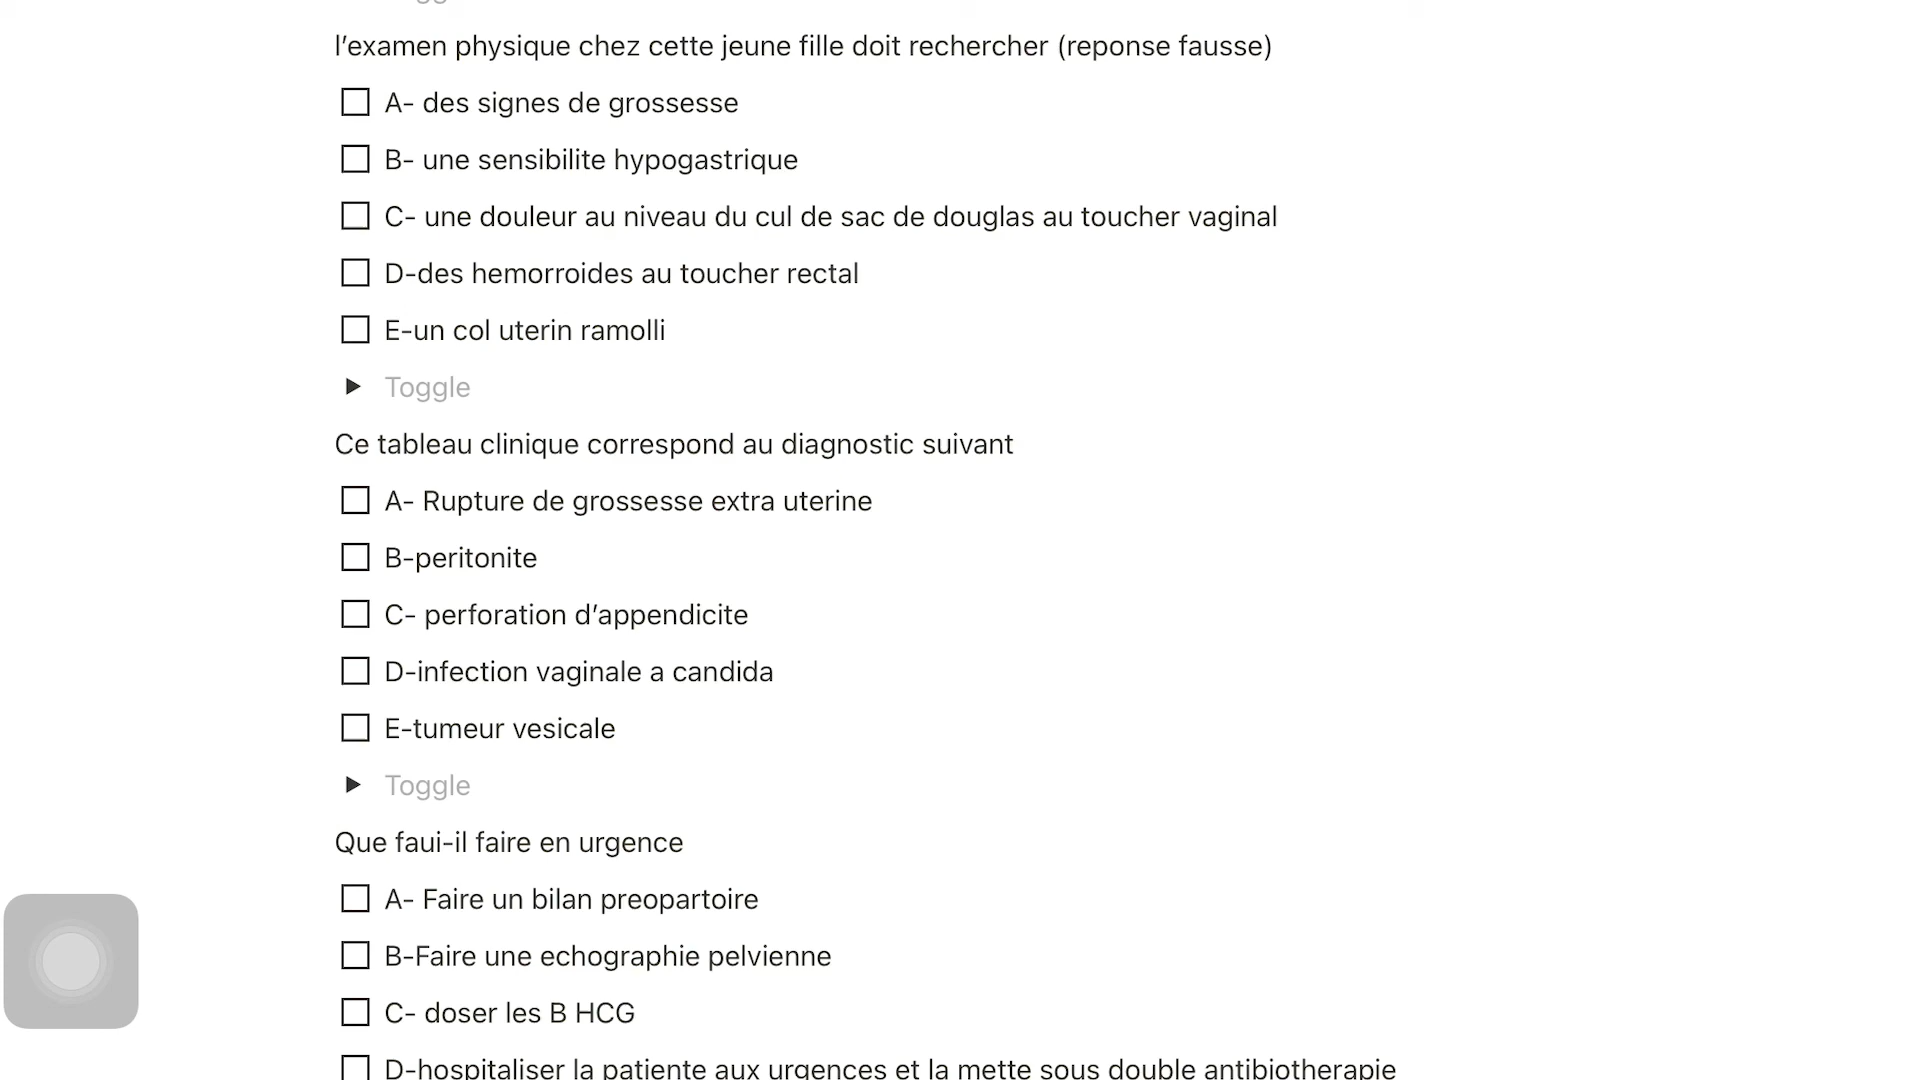 l’examen physique chez cette jeune fille doit rechercher (reponse fausse)
A- des signes de grossesse
B- une sensibilite hypogastrique
C- une douleur au niveau du cul de sac de douglas au toucher vaginal
D-des hemorroides au toucher rectal
E-un col uterin ramolli
Toggle
Ce tableau clinique correspond au diagnostic suivant
A- Rupture de grossesse extra uterine
B-peritonite
C- perforation d’appendicite
D-infection vaginale a candida
E-tumeur vesicale
Toggle
Que faui-il faire en urgence
A- Faire un bilan preopartoire
B-Faire une echographie pelvienne
C- doser les B HCG
D-hospitaliser la patiente aux urgences et la mette sous double antibiotherapie